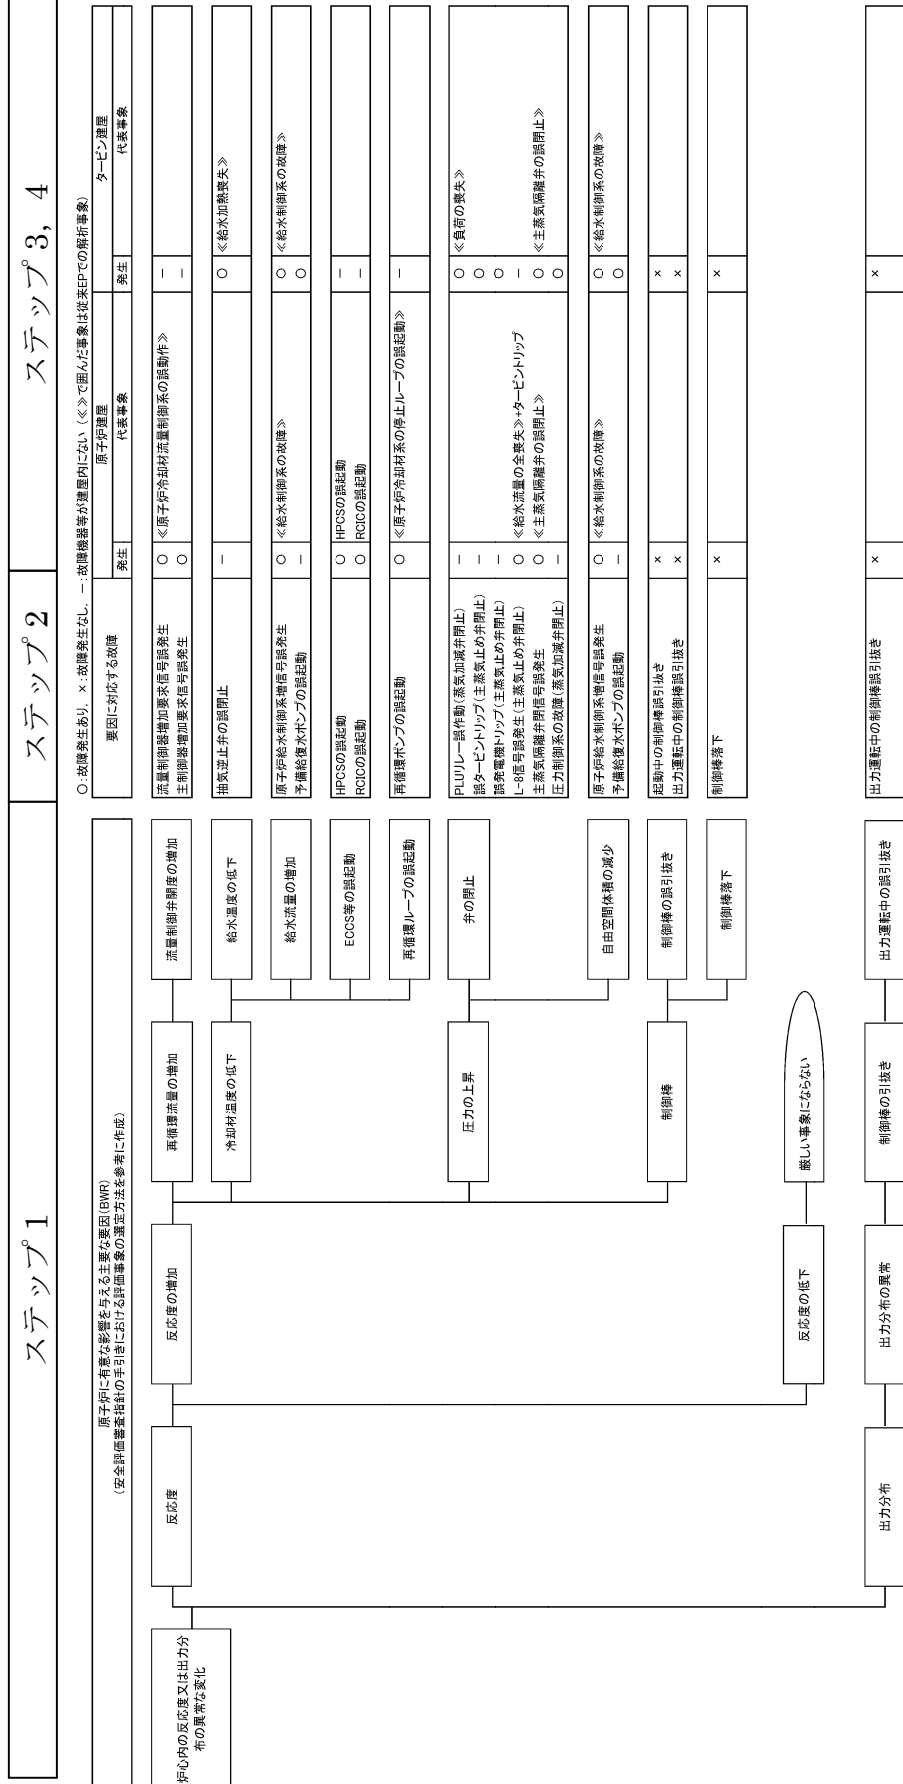 ステップ 1
ステップ 2
ステップ 3, 4
○:故障発生あり, ×:故障発生なし, －:故障機器等が建屋内にない (≪≫で囲んだ事象は従来EPでの解析事象)
原子炉に有意な影響を与える主要な要因(BWR)
(安全評価審査指針の手引きにおける評価事象の選定方法を参考に作成)
要因に対応する故障
原子炉建屋
タービン建屋
発生
代表事象
発生
代表事象
炉心内の反応度又は出力分
布の異常な変化
反応度
反応度の増加
再循環流量の増加
流量制御弁開度の増加
流量制御器増加要求信号誤発生
○
≪原子炉冷却材流量制御系の誤動作≫
－
主制御器増加要求信号誤発生
○
－
冷却材温度の低下
給水温度の低下
抽気逆止弁の誤閉止
－
○
≪給水加熱喪失≫
給水流量の増加
原子炉給水制御系増信号誤発生
○
≪給水制御系の故障≫
○
≪給水制御系の故障≫
予備給復水ポンプの誤起動
－
○
ECCS等の誤起動
HPCSの誤起動
○
HPCSの誤起動
－
RCICの誤起動
○
RCICの誤起動
－
再循環ループの誤起動
再循環ポンプの誤起動
○
≪原子炉冷却材系の停止ループの誤起動≫
－
圧力の上昇
弁の閉止
PLUリレー誤作動(蒸気加減弁閉止)
－
○
≪負荷の喪失≫
誤タービントリップ(主蒸気止め弁閉止)
－
○
誤発電機トリップ(主蒸気止め弁閉止)
－
○
L-8信号誤発生(主蒸気止め弁閉止)
○
≪給水流量の全喪失≫+タービントリップ
－
主蒸気隔離弁閉信号誤発生
○
≪主蒸気隔離弁の誤閉止≫
○
≪主蒸気隔離弁の誤閉止≫
圧力制御系の故障(蒸気加減弁閉止)
－
○
自由空間体積の減少
原子炉給水制御系増信号誤発生
○
≪給水制御系の故障≫
○
≪給水制御系の故障≫
予備給復水ポンプの誤起動
－
○
制御棒
制御棒の誤引抜き
起動中の制御棒誤引抜き
×
×
出力運転中の制御棒誤引抜き
×
×
制御棒落下
制御棒落下
×
×
反応度の低下
厳しい事象にならない
出力分布
出力分布の異常
制御棒の引抜き
出力運転中の誤引抜き
出力運転中の制御棒誤引抜き
×
×